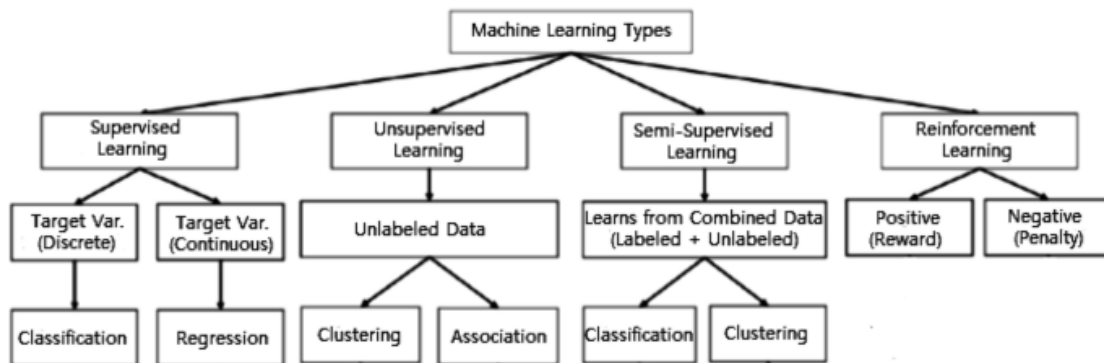 Machine Learning Types
Supervised
Learning
Unsupervised
Learning
Semi-Supervised
Learning
Reinforcement
Learning
Target Var.
(Discrete)
Target Var.
(Continuous)
Unlabeled Data
Learns from Combined Data
(Labeled + Unlabeled)
Positive
(Reward)
Negative
(Penalty)
Classification
Regression
Clustering
Association
Classification
Clustering